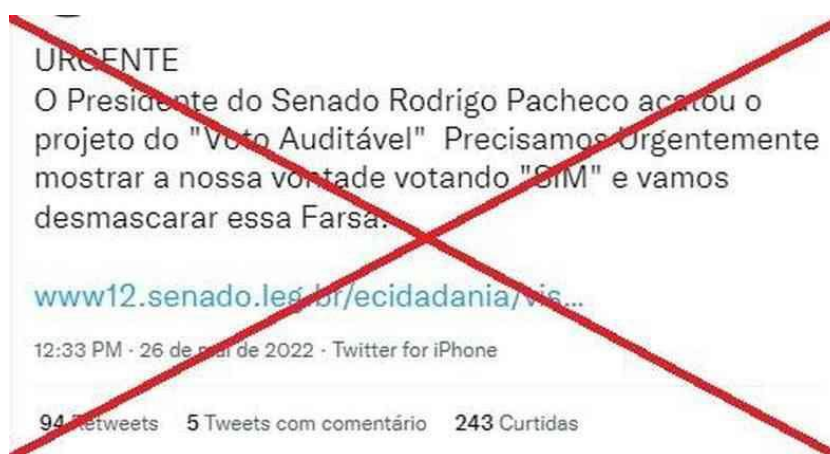 URGENTE
O Presidente do Senado Rodrigo Pacheco acatou o
projeto do "Voto Auditável"  Precisamos Urgentemente
mostrar a nossa vontade votando "SIM" e vamos
desmascarar essa Farsa.
www12.senado.leg.br/ecidadania/vis...
12:33 PM · 26 de mai de 2022 · Twitter for iPhone
94 Retweets 5 Tweets com comentário 243 Curtidas